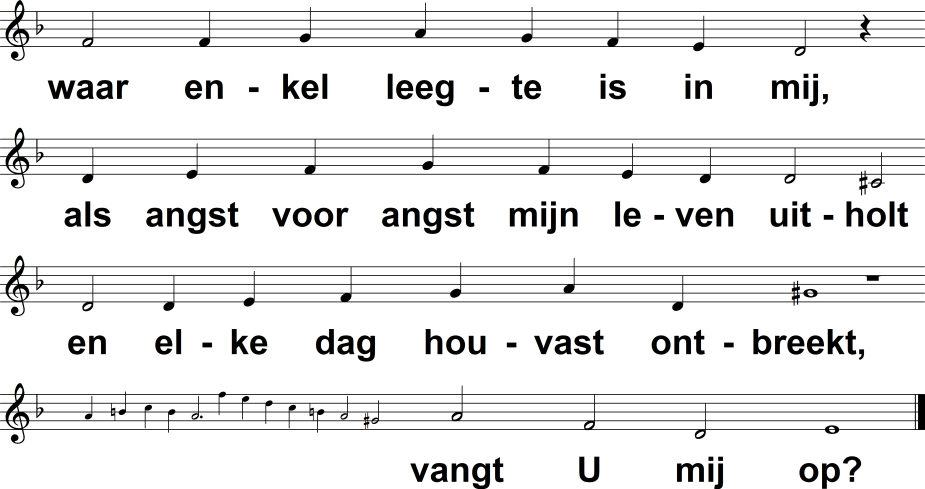 waar en - kel leeg - te is in mij,
als angst voor angst mijn le - ven uit - holt
en el - ke dag hou - vast ont - breekt,
vangt U mij op?